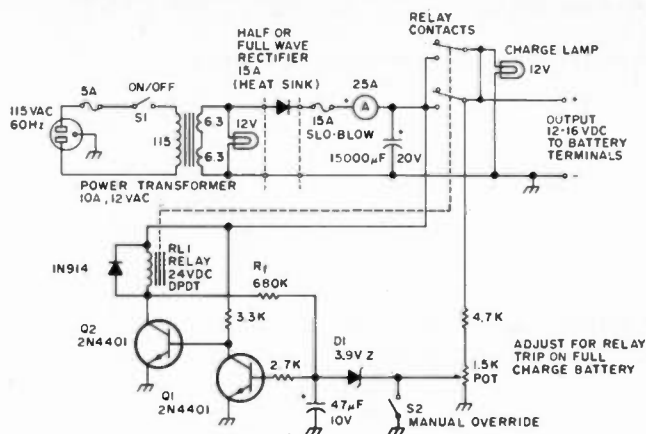 HALF OR
FULL WAVE
RECTIFIER
15A
(HEAT SINK)
RELAY
CONTACTS
CHARGE LAMP
12V
5A
ON/OFF
S1
115 VAC
60Hz
115
6.3
6.3
12V
15A
SLO-BLOW
25A
+
A
+
15000µF
20V
+
OUTPUT
12-16 VDC
TO BATTERY
TERMINALS
-
POWER TRANSFORMER
10A, 12VAC
1N914
RL1
RELAY
24VDC
DPDT
Rf
680K
3.3K
4.7K
Q2
2N4401
Q1
2N4401
2.7K
D1
3.9V Z
1.5K
POT
ADJUST FOR RELAY
TRIP ON FULL
CHARGE BATTERY
+
47µF
10V
S2
MANUAL OVERRIDE